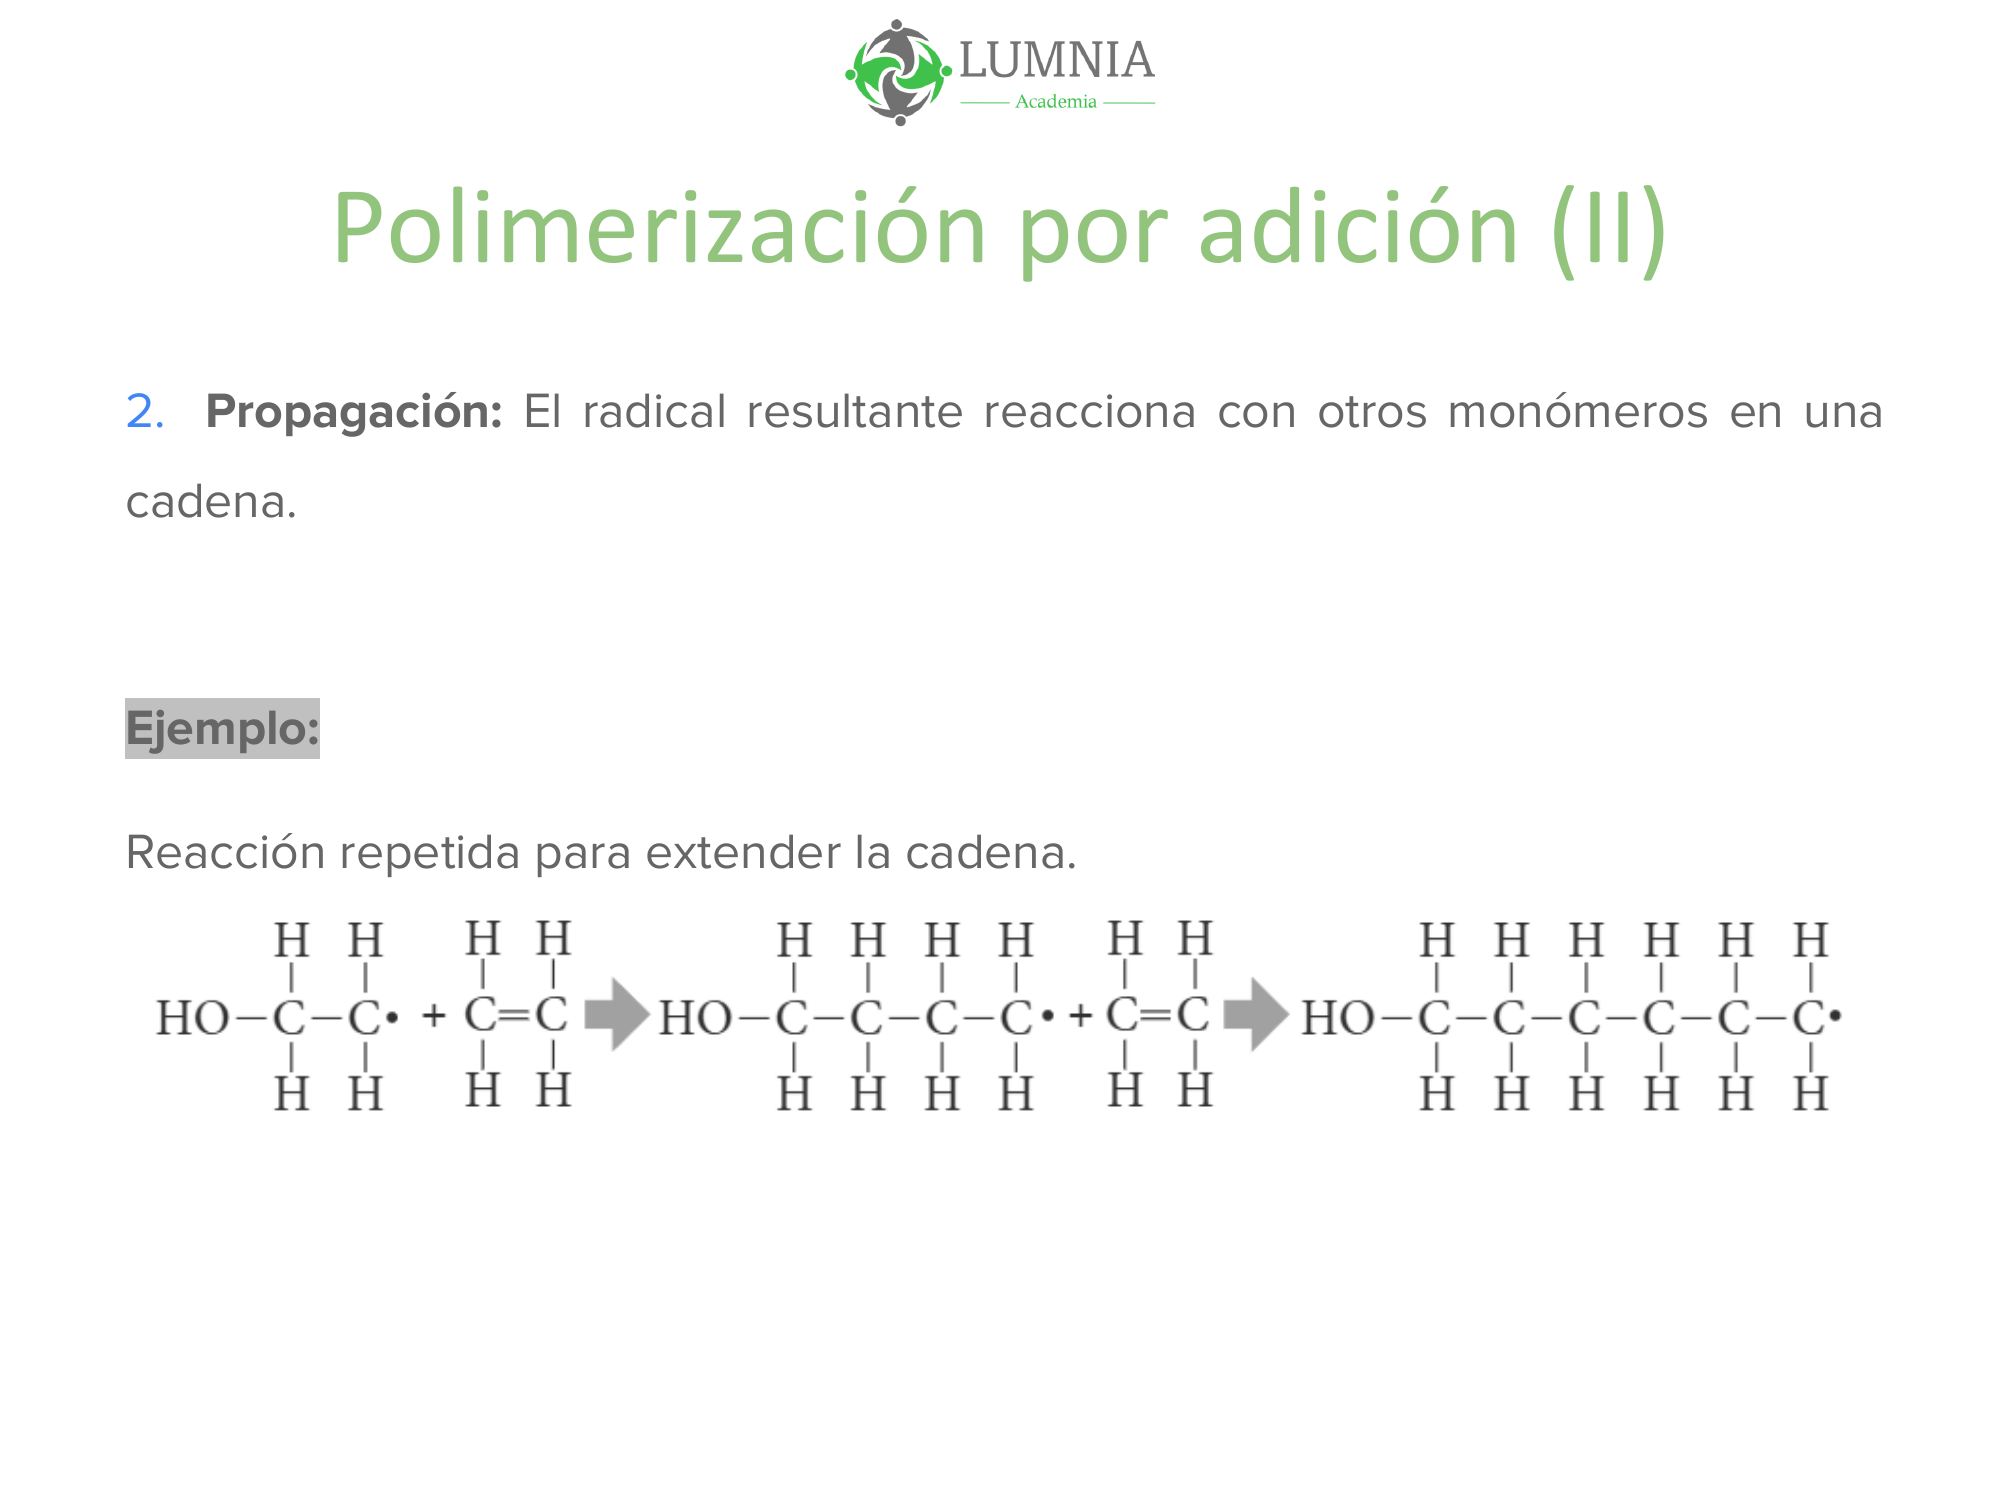 LUMNIA
Academia
Polimerización por adición (II)
2. Propagación: El radical resultante reacciona con otros monómeros en una
cadena.
Ejemplo:
Reacción repetida para extender la cadena.
H H H H H H H H H H H H H H H H
HO–C–C• + C=C HO–C–C–C–C• + C=C HO–C–C–C–C–C–C•
H H H H H H H H H H H H H H H H